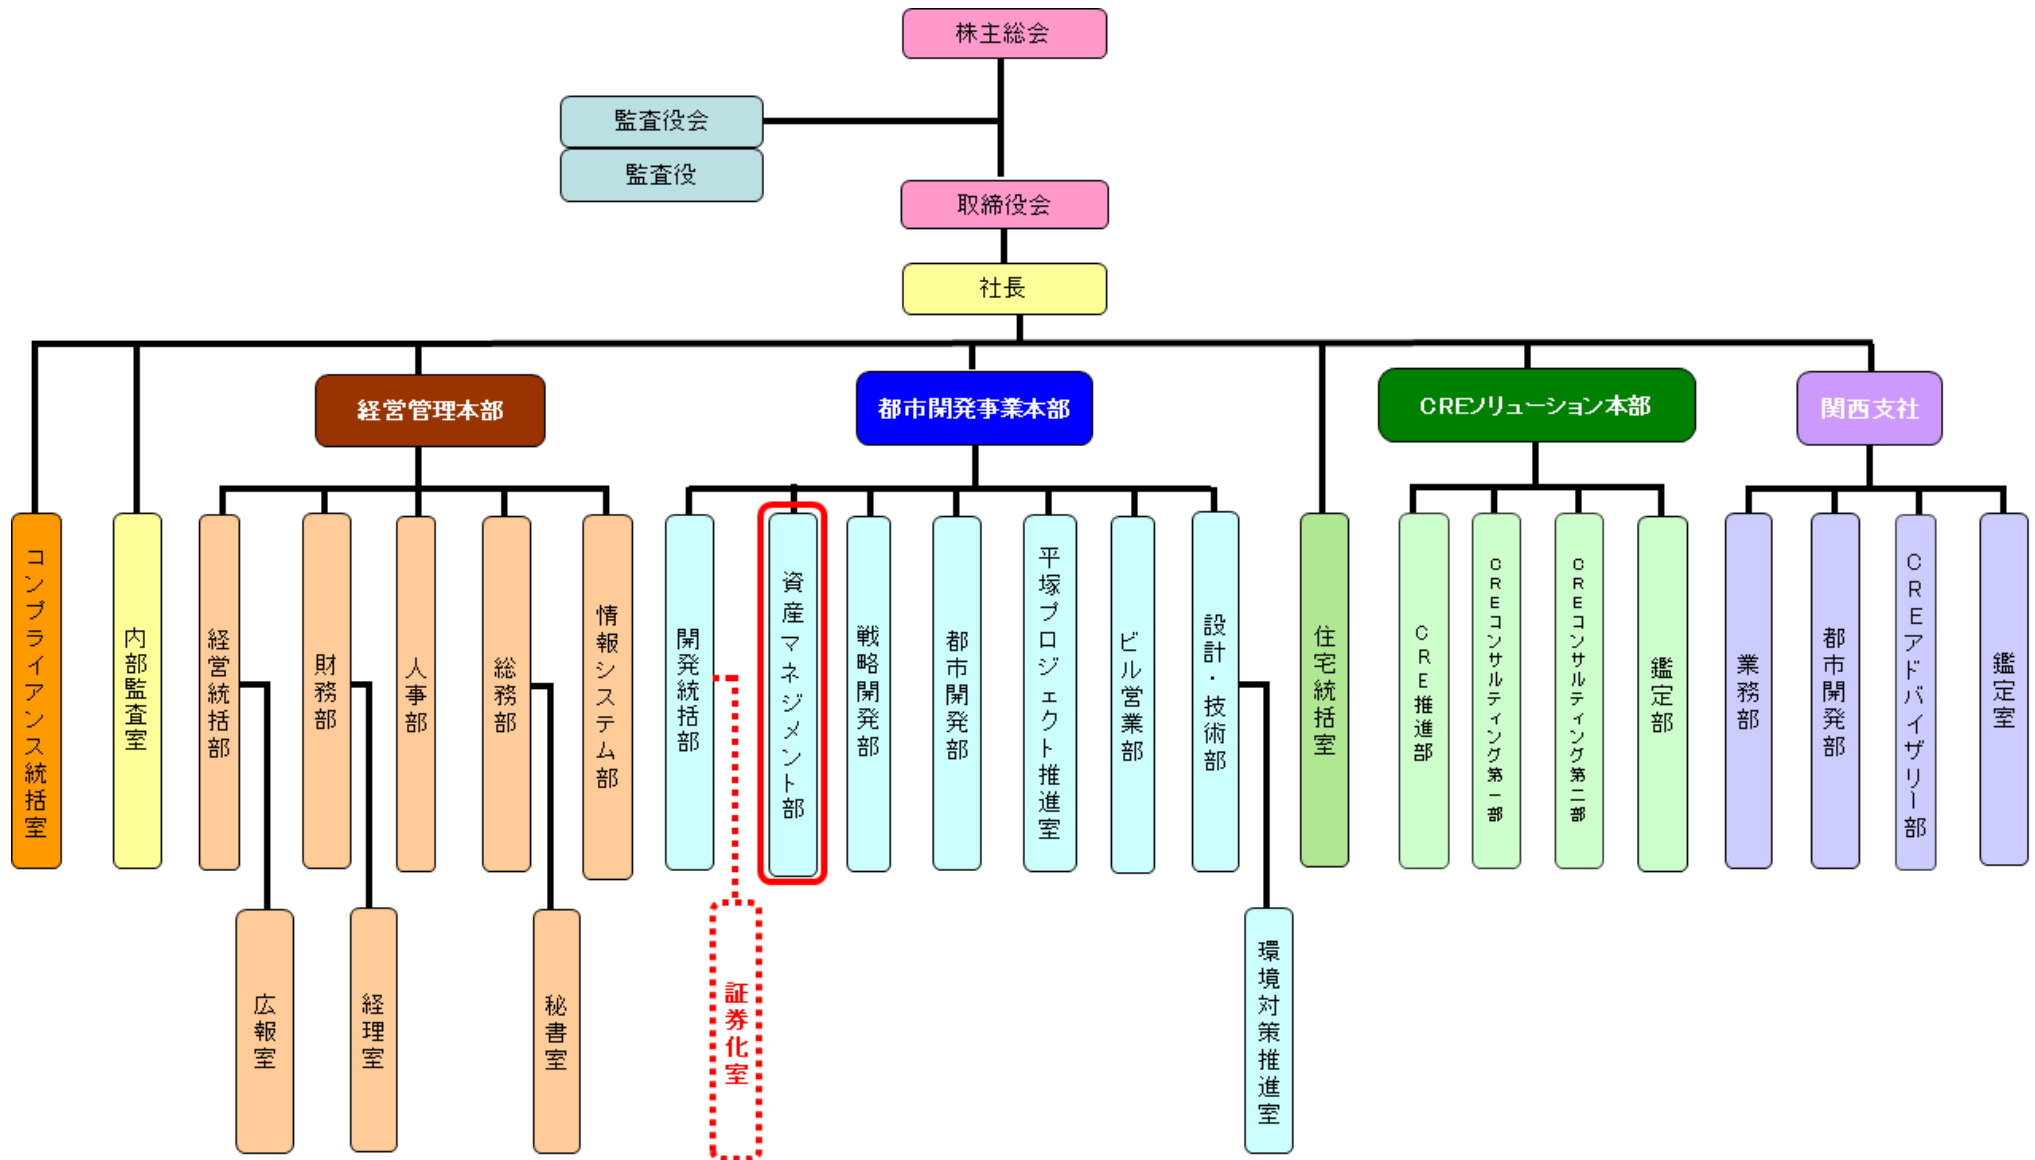 株主総会
監査役会
監査役
取締役会
社長
経営管理本部
都市開発事業本部
CREソリューション本部
関西支社
コンプライアンス統括室
内部監査室
経営統括部
財務部
人事部
総務部
情報システム部
開発統括部
資産マネジメント部
戦略開発部
都市開発部
平塚プロジェクト推進室
ビル営業部
設計・技術部
住宅統括室
CRE推進部
CREコンサルティング第一部
CREコンサルティング第二部
鑑定部
業務部
都市開発部
CREアドバイザリー部
鑑定室
広報室
経理室
秘書室
証券化室
環境対策推進室